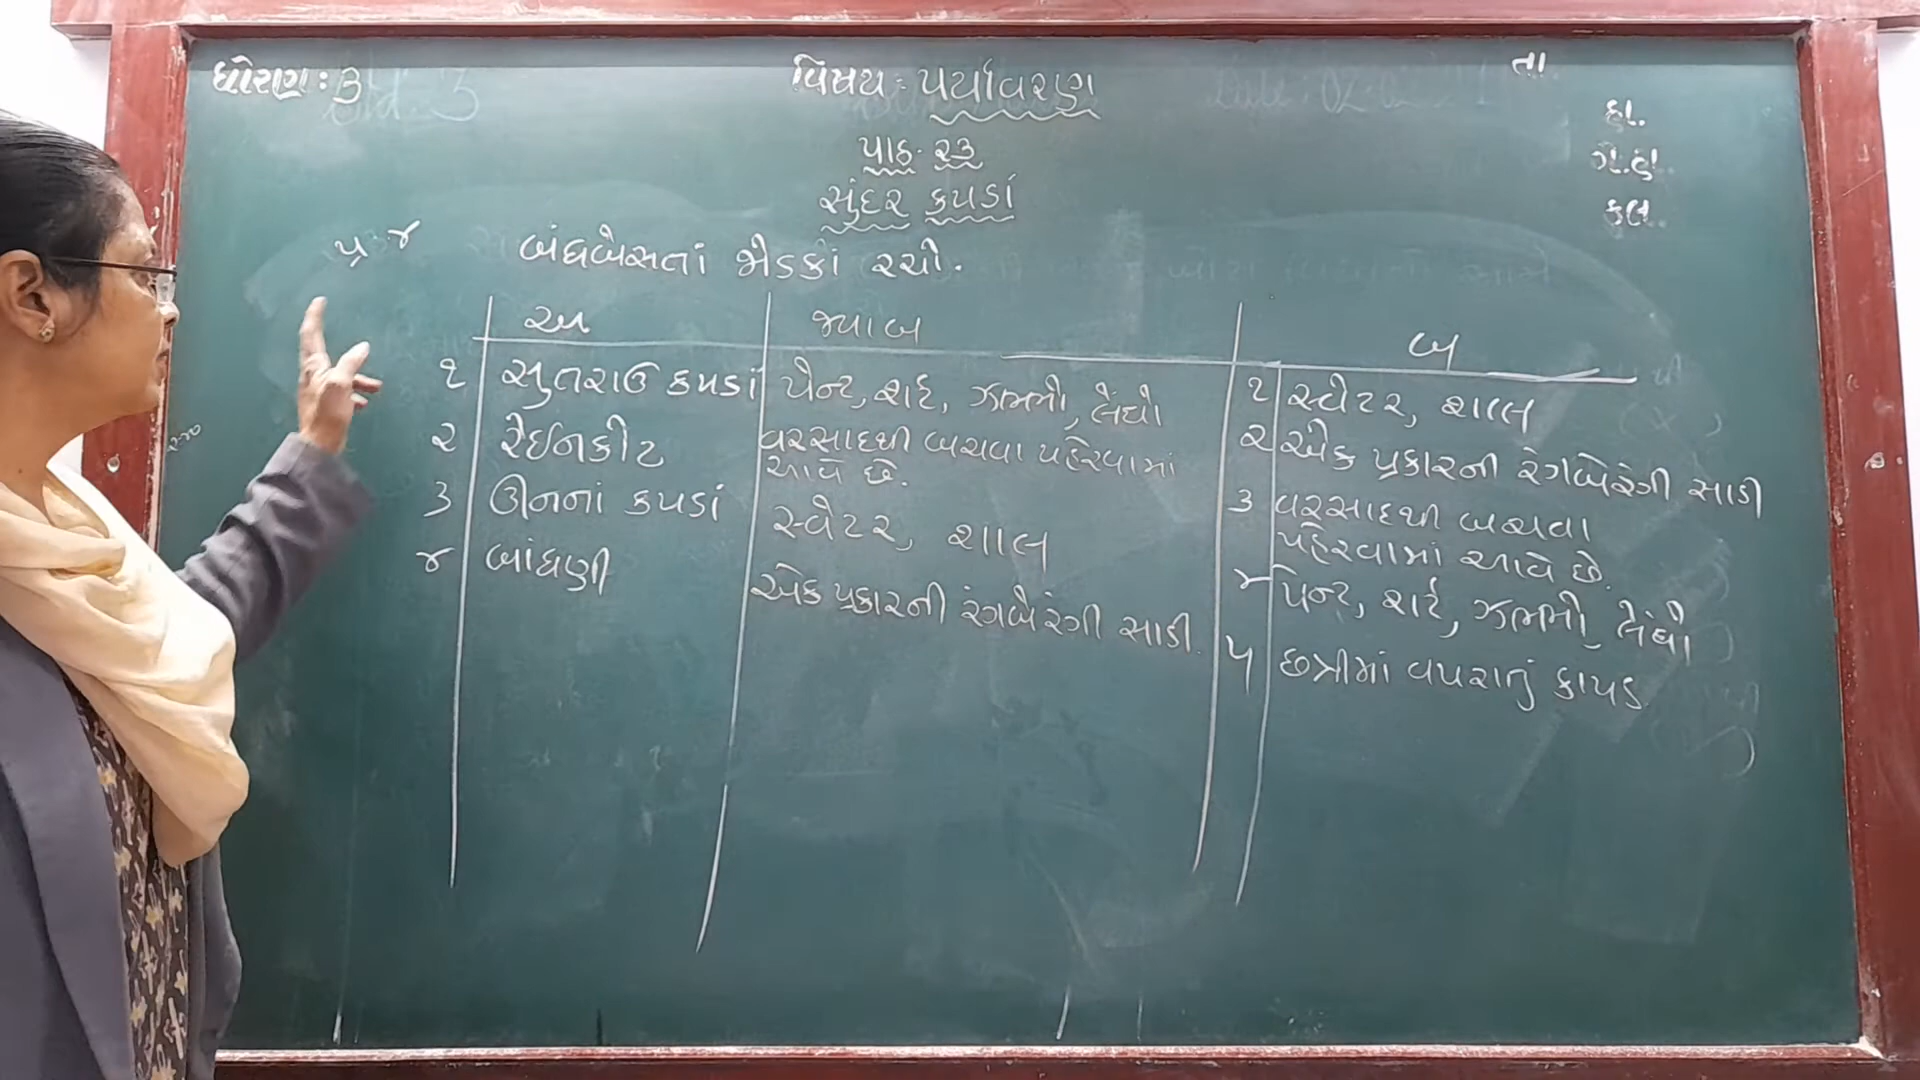 ધોરણ : 3
વિષય : પર્યાવરણ
તા
હા.
ગે.હા.
કુલ.
પાઠ. ૨૩
સુંદર કપડાં
પ્ર ૪ બંધબેસતાં જોડકાં રચો.
અ જવાબ બ
૧ સુતરાઉ કપડાં પેન્ટ, શર્ટ, ઝભ્ભો, લેંઘો ૧ સ્વેટર, શાલ
૨ રેઈનકોટ વરસાદથી બચવા પહેરવામાં આવે છે. ૨ એક પ્રકારની રંગબેરંગી સાડી
૩ ઊનનાં કપડાં સ્વેટર, શાલ ૩ વરસાદથી બચવા
પહેરવામાં આવે છે.
૪ બાંધણી એક પ્રકારની રંગબેરંગી સાડી. ૪ પેન્ટ, શર્ટ, ઝભ્ભો, લેંઘો
૫ છત્રીમાં વપરાતું કાપડ